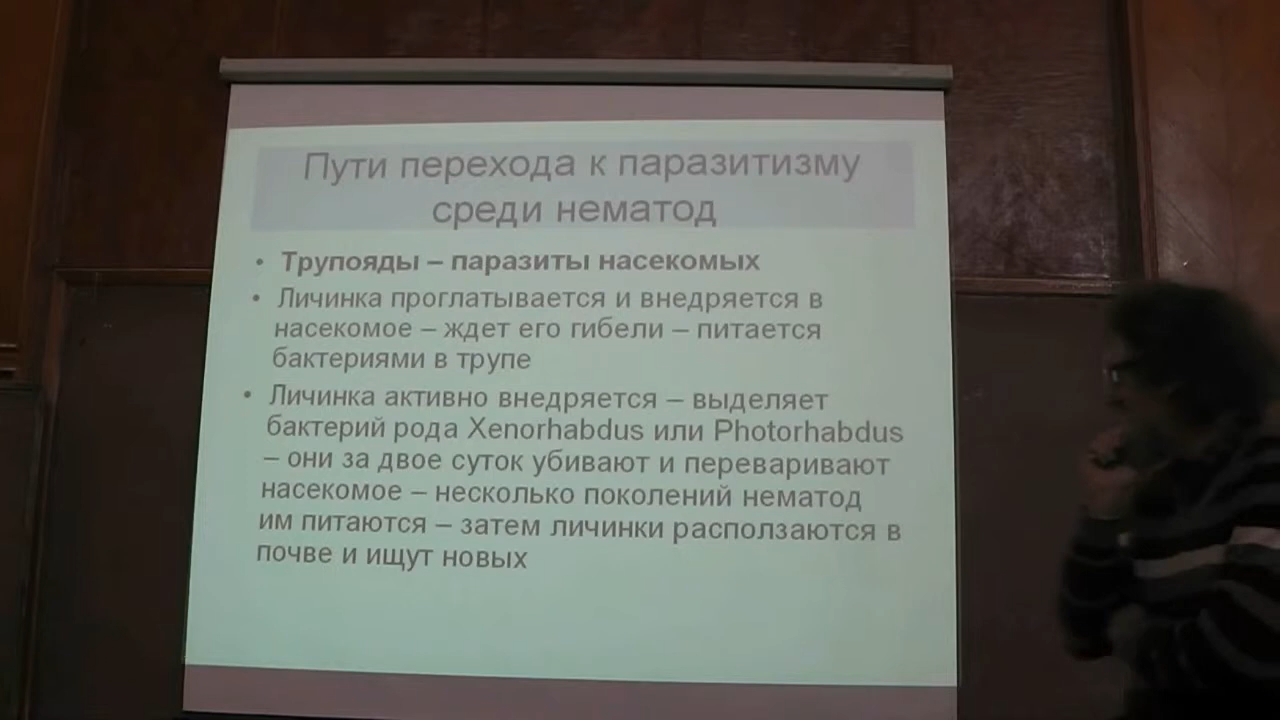 Пути перехода к паразитизму
среди нематод
• Трупояды – паразиты насекомых
• Личинка проглатывается и внедряется в
насекомое – ждет его гибели – питается
бактериями в трупе
• Личинка активно внедряется – выделяет
бактерий рода Xenorhabdus или Photorhabdus
– они за двое суток убивают и переваривают
насекомое – несколько поколений нематод
им питаются – затем личинки расползаются в
почве и ищут новых